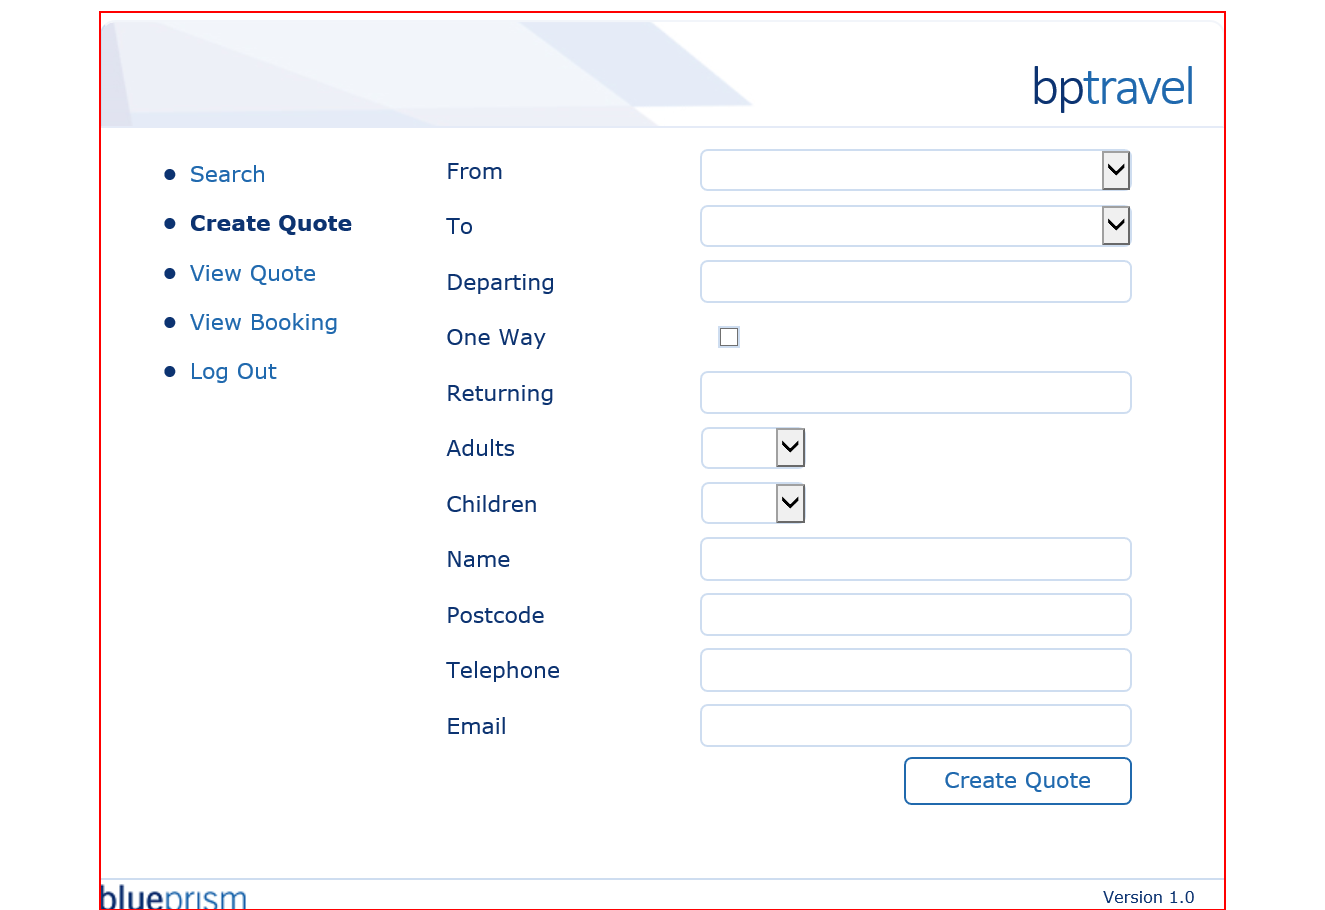 bptravel
Search
Create Quote
View Quote
View Booking
Log Out
From
To
Departing
One Way
Returning
Adults
Children
Name
Postcode
Telephone
Email
Create Quote
blueprism
Version 1.0